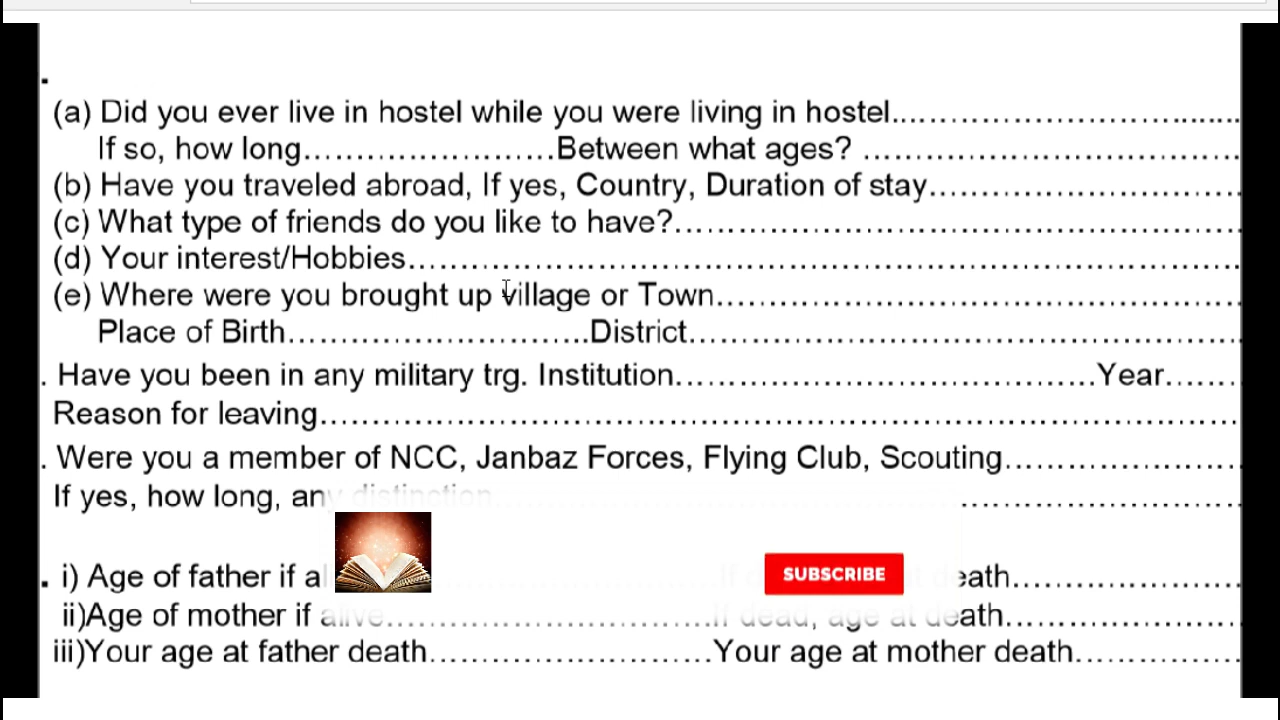 .
(a) Did you ever live in hostel while you were living in hostel..............................
If so, how long........................Between what ages? ..............................
(b) Have you traveled abroad, If yes, Country, Duration of stay..............................
(c) What type of friends do you like to have?..............................
(d) Your interest/Hobbies..............................
(e) Where were you brought up Village or Town..............................
Place of Birth..............................District..............................
. Have you been in any military trg. Institution..............................Year.......
Reason for leaving..............................
. Were you a member of NCC, Janbaz Forces, Flying Club, Scouting..............
If yes, how long, any distinction..............................
. i) Age of father if al If death..............
SUBSCRIBE
ii)Age of mother if alive..............................If dead, age at death..............
iii)Your age at father death..............................Your age at mother death..............